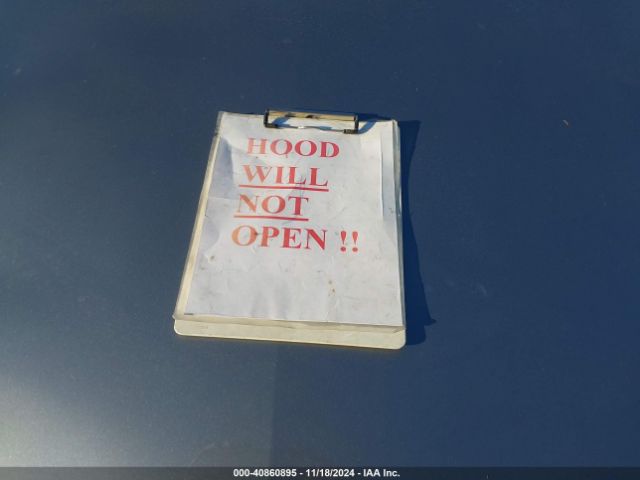 HOOD
WILL
NOT
OPEN !!
000-40860895 - 11/18/2024 - IAA Inc.